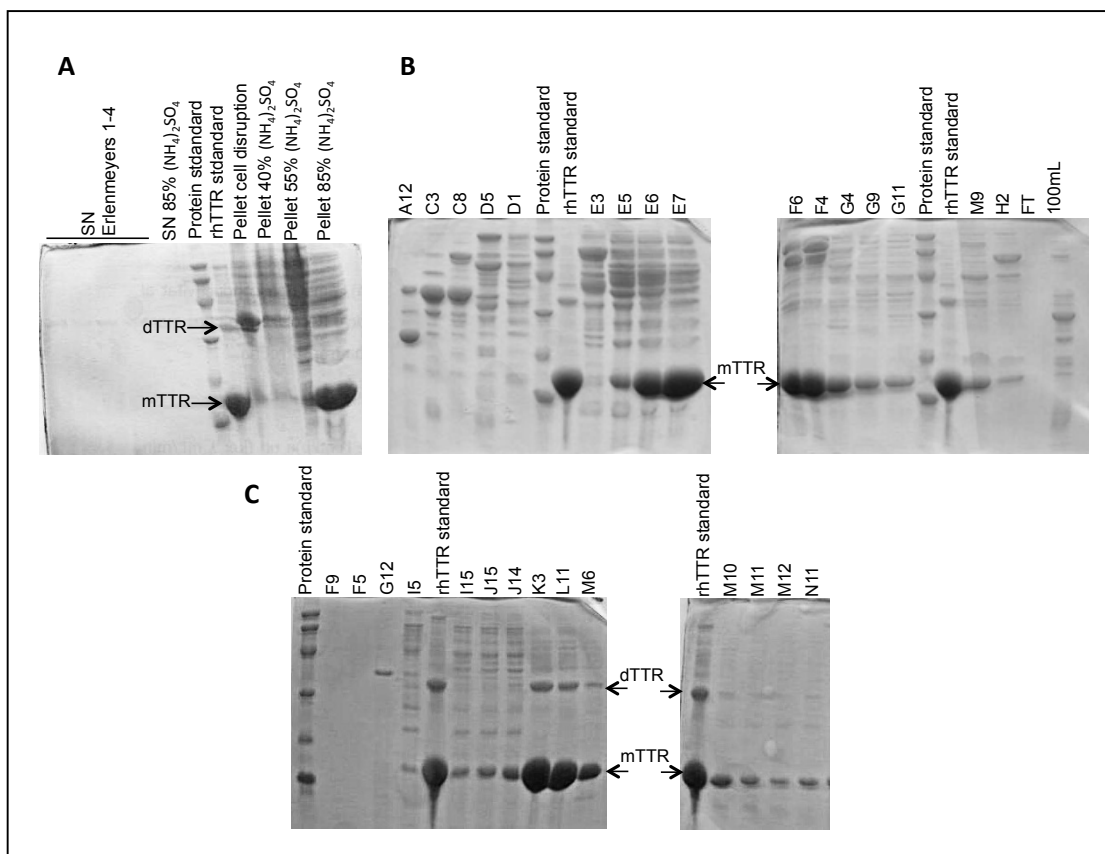 A
SN
Erlenmeyers 1-4
SN 85% (NH₄)₂SO₄
Protein stdandard
rhTTR stdandard
Pellet cell disruption
Pellet 40% (NH₄)₂SO₄
Pellet 55% (NH₄)₂SO₄
Pellet 85% (NH₄)₂SO₄
dTTR
mTTR
B
A12
C3
C8
D5
D1
Protein standard
rhTTR standard
E3
E5
E6
E7
mTTR
F6
F4
G4
G9
G11
Protein standard
rhTTR standard
M9
H2
FT
100mL
C
Protein standard
F9
F5
G12
I5
rhTTR standard
I15
J15
J14
K3
L11
M6
dTTR
mTTR
rhTTR standard
M10
M11
M12
N11